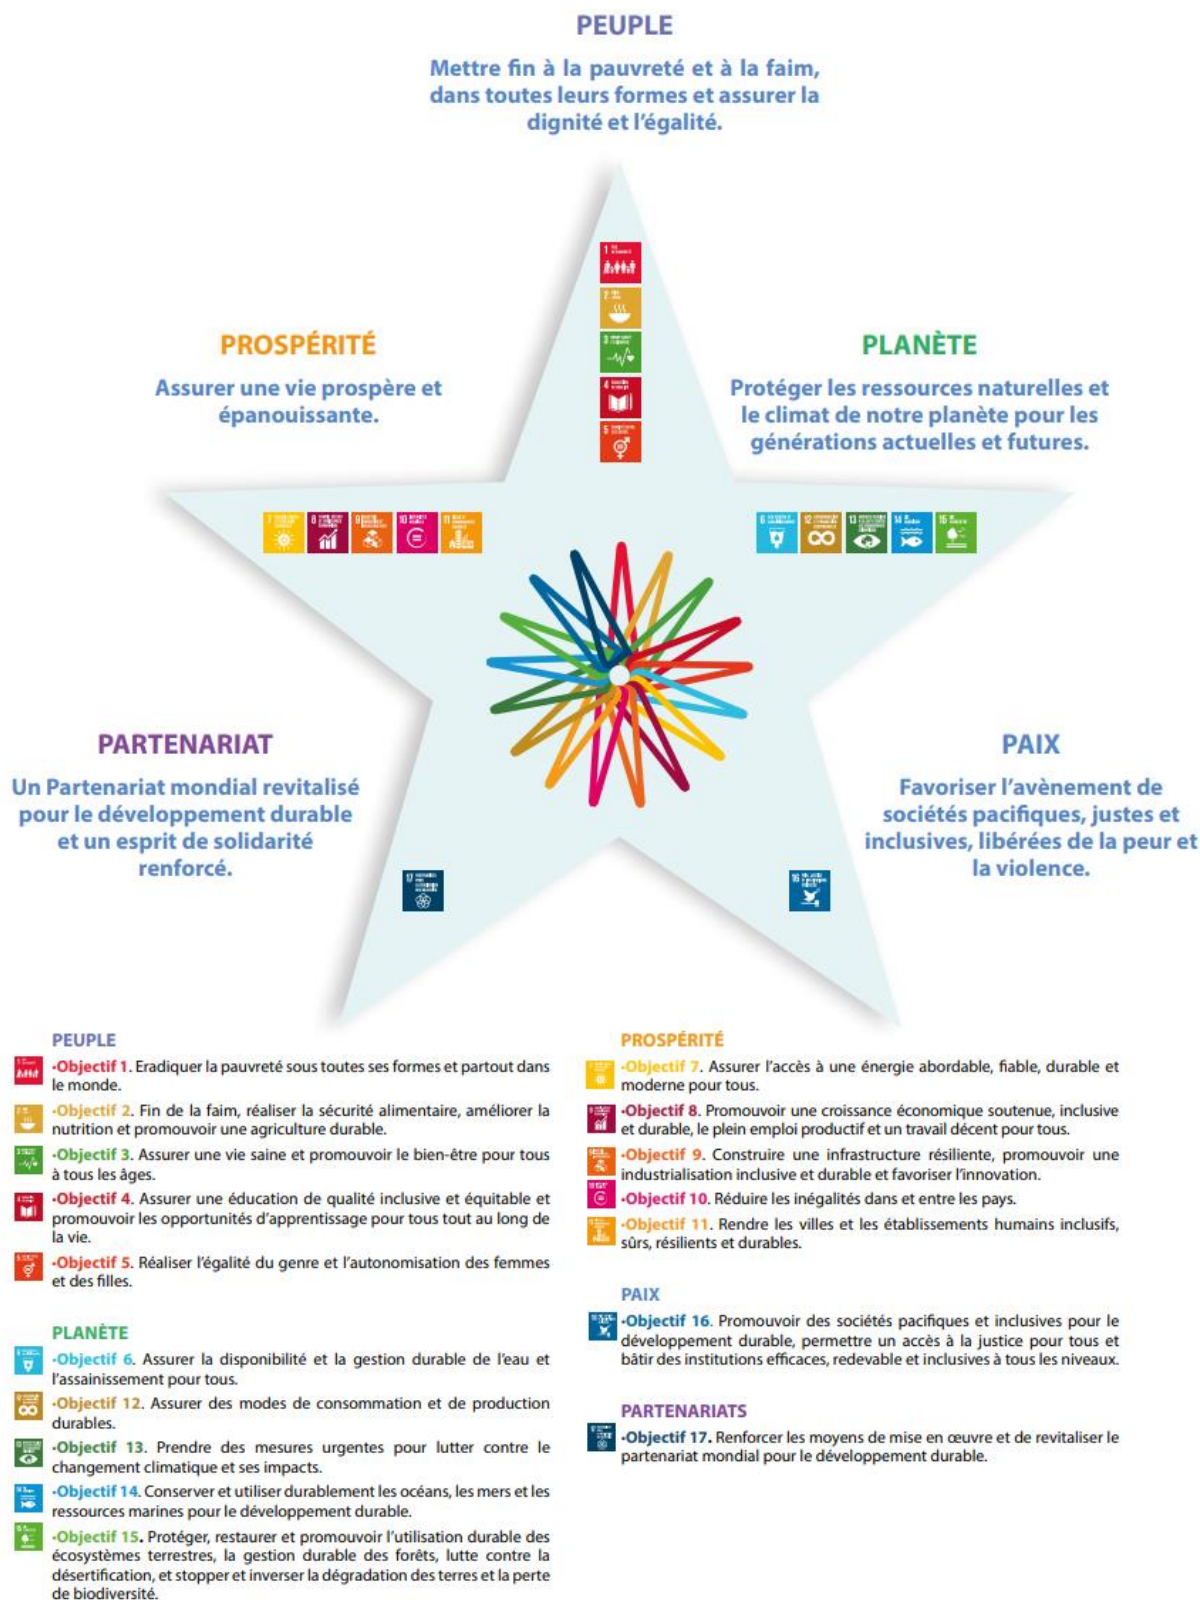 PEUPLE
Mettre fin à la pauvreté et à la faim,
dans toutes leurs formes et assurer la
dignité et l'égalité.
PROSPÉRITÉ
Assurer une vie prospère et
épanouissante.
PLANÈTE
Protéger les ressources naturelles et
le climat de notre planète pour les
générations actuelles et futures.
1
2
3
4
5
7
8
9
10
11
6
12
13
14
15
PARTENARIAT
Un Partenariat mondial revitalisé
pour le développement durable
et un esprit de solidarité
renforcé.
PAIX
Favoriser l'avènement de
sociétés pacifiques, justes et
inclusives, libérées de la peur et
la violence.
17
16
PEUPLE
•Objectif 1. Eradiquer la pauvreté sous toutes ses formes et partout dans
le monde.
•Objectif 2. Fin de la faim, réaliser la sécurité alimentaire, améliorer la
nutrition et promouvoir une agriculture durable.
•Objectif 3. Assurer une vie saine et promouvoir le bien-être pour tous
à tous les âges.
•Objectif 4. Assurer une éducation de qualité inclusive et équitable et
promouvoir les opportunités d'apprentissage pour tous tout au long de
la vie.
•Objectif 5. Réaliser l'égalité du genre et l'autonomisation des femmes
et des filles.
PLANÈTE
•Objectif 6. Assurer la disponibilité et la gestion durable de l'eau et
l'assainissement pour tous.
•Objectif 12. Assurer des modes de consommation et de production
durables.
•Objectif 13. Prendre des mesures urgentes pour lutter contre le
changement climatique et ses impacts.
•Objectif 14. Conserver et utiliser durablement les océans, les mers et les
ressources marines pour le développement durable.
•Objectif 15. Protéger, restaurer et promouvoir l'utilisation durable des
écosystèmes terrestres, la gestion durable des forêts, lutte contre la
désertification, et stopper et inverser la dégradation des terres et la perte
de biodiversité.
PROSPÉRITÉ
•Objectif 7. Assurer l'accès à une énergie abordable, fiable, durable et
moderne pour tous.
•Objectif 8. Promouvoir une croissance économique soutenue, inclusive
et durable, le plein emploi productif et un travail décent pour tous.
•Objectif 9. Construire une infrastructure résiliente, promouvoir une
industrialisation inclusive et durable et favoriser l'innovation.
•Objectif 10. Réduire les inégalités dans et entre les pays.
•Objectif 11. Rendre les villes et les établissements humains inclusifs,
sûrs, résilients et durables.
PAIX
•Objectif 16. Promouvoir des sociétés pacifiques et inclusives pour le
développement durable, permettre un accès à la justice pour tous et
bâtir des institutions efficaces, redevable et inclusives à tous les niveaux.
PARTENARIATS
•Objectif 17. Renforcer les moyens de mise en œuvre et de revitaliser le
partenariat mondial pour le développement durable.